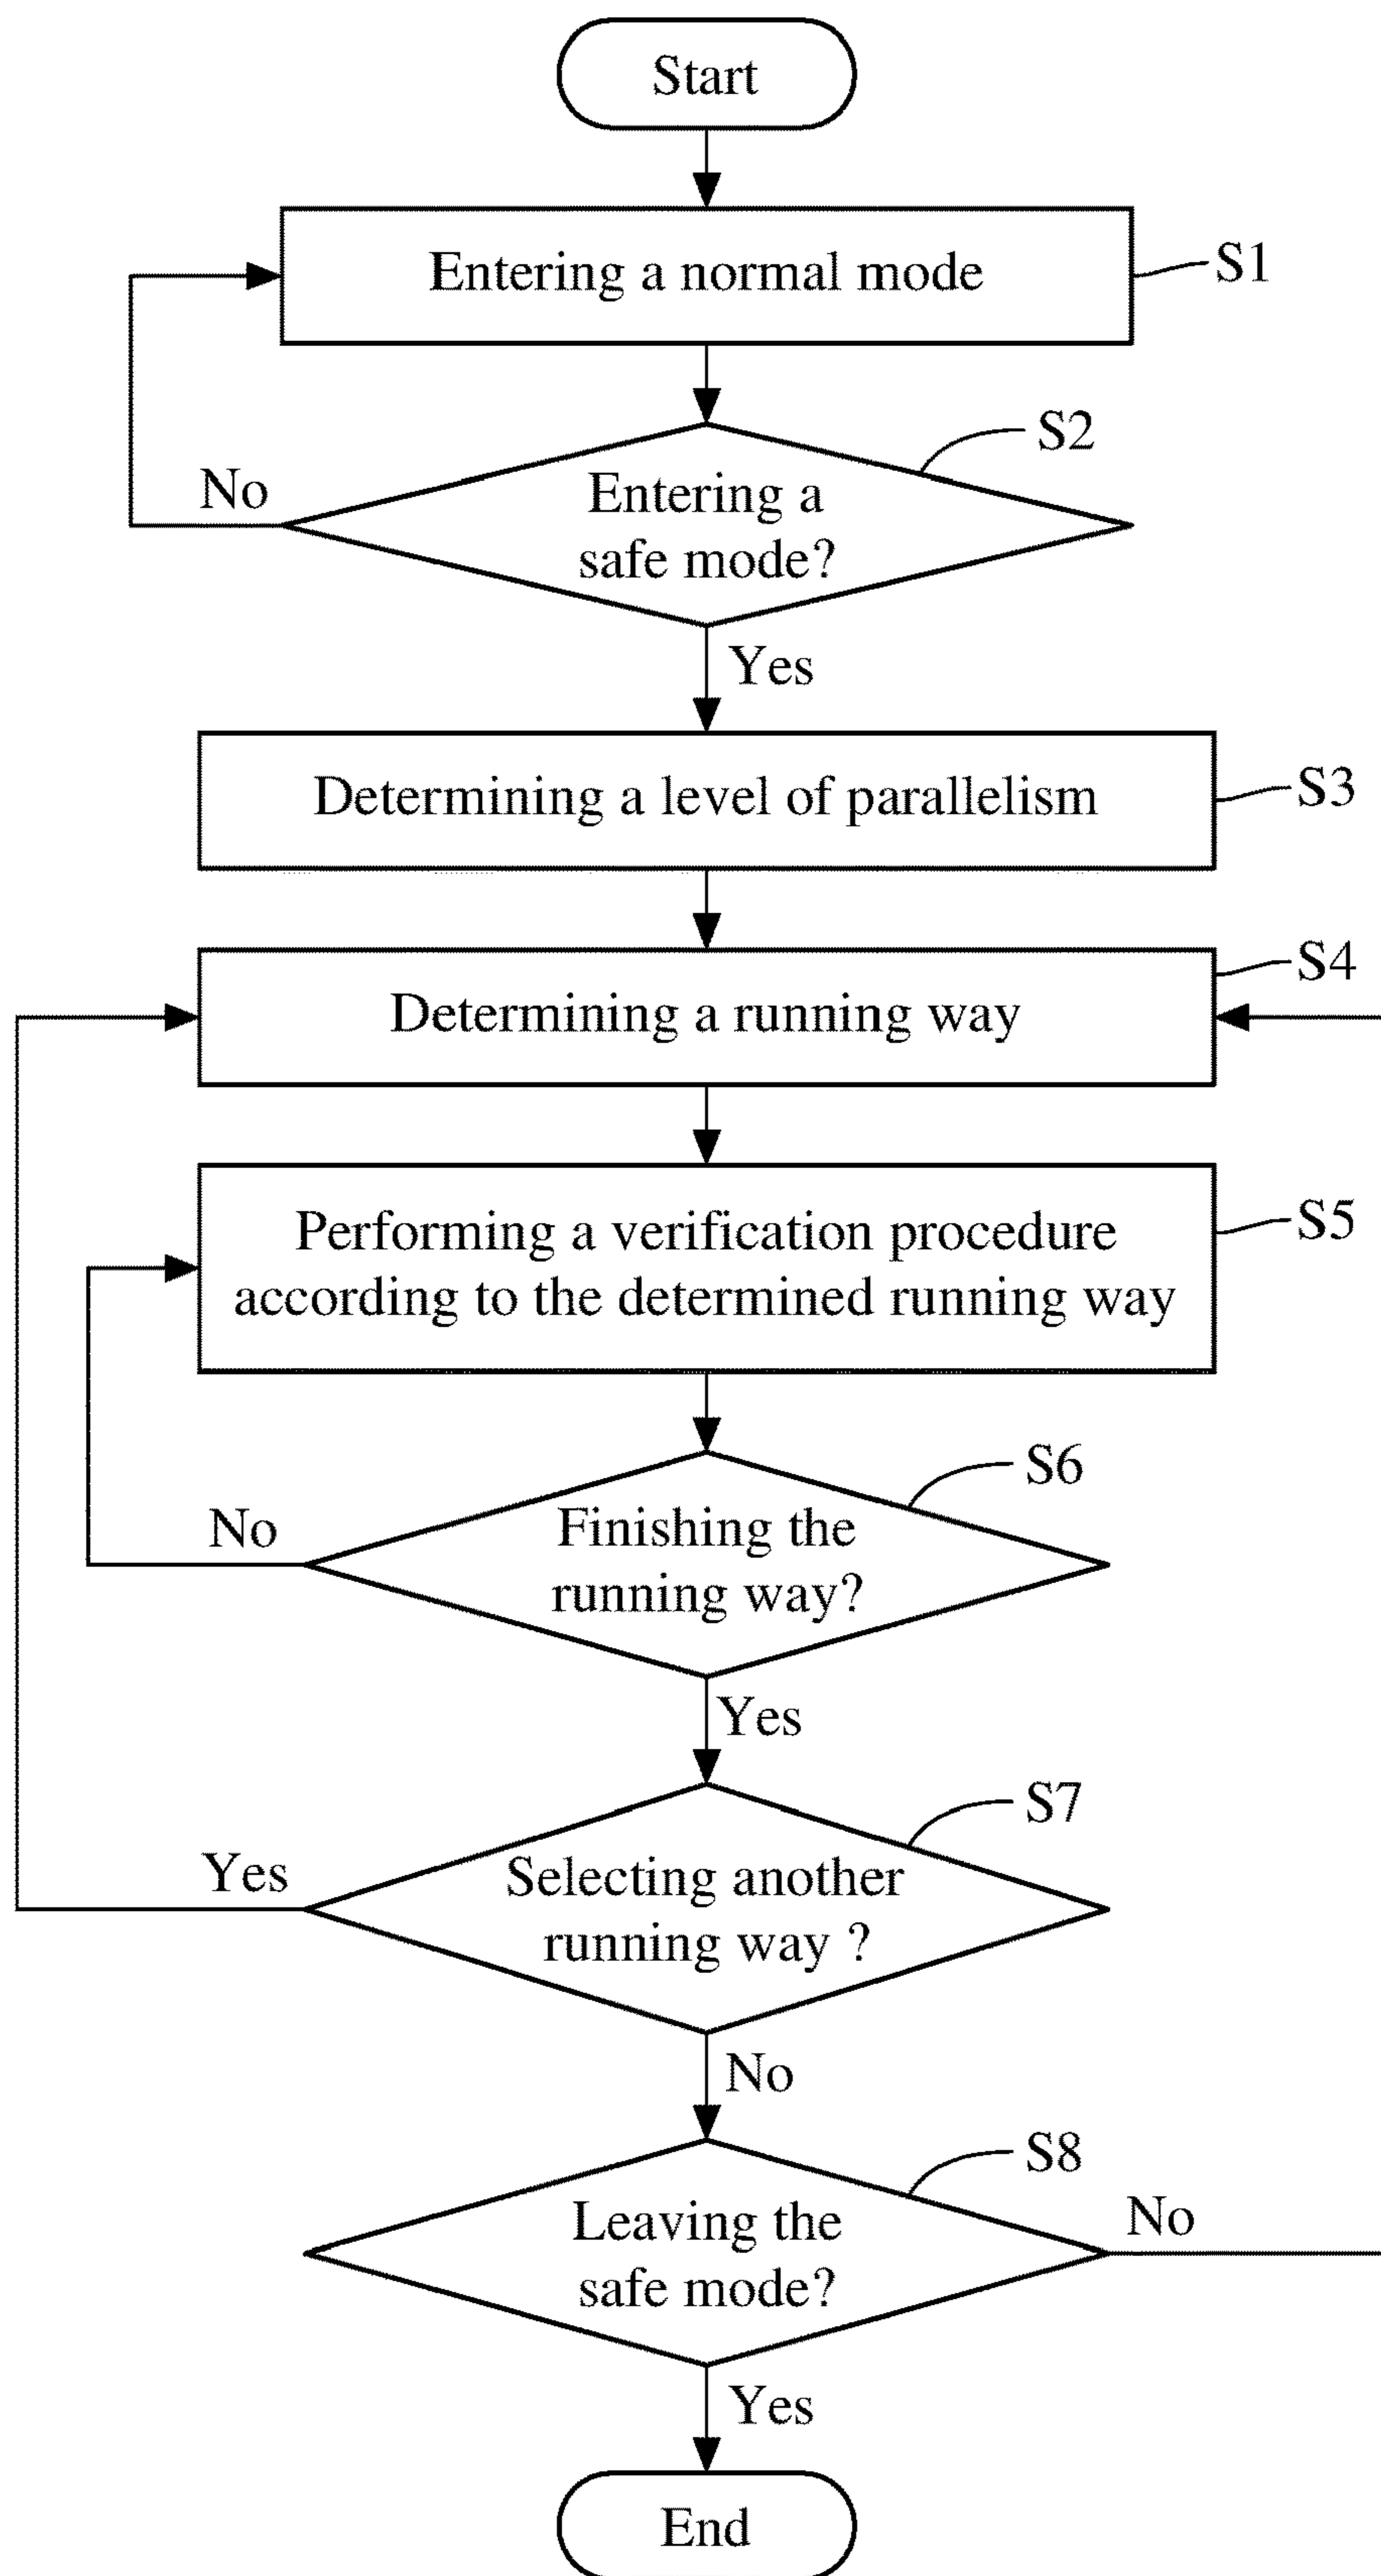 Start
Entering a normal mode
S1
S2
Entering a
safe mode?
No
Yes
Determining a level of parallelism
S3
S4
Determining a running way
Performing a verification procedure
according to the determined running way
S5
S6
Finishing the
running way?
No
Yes
S7
Selecting another
running way ?
Yes
No
S8
Leaving the
safe mode?
No
Yes
End